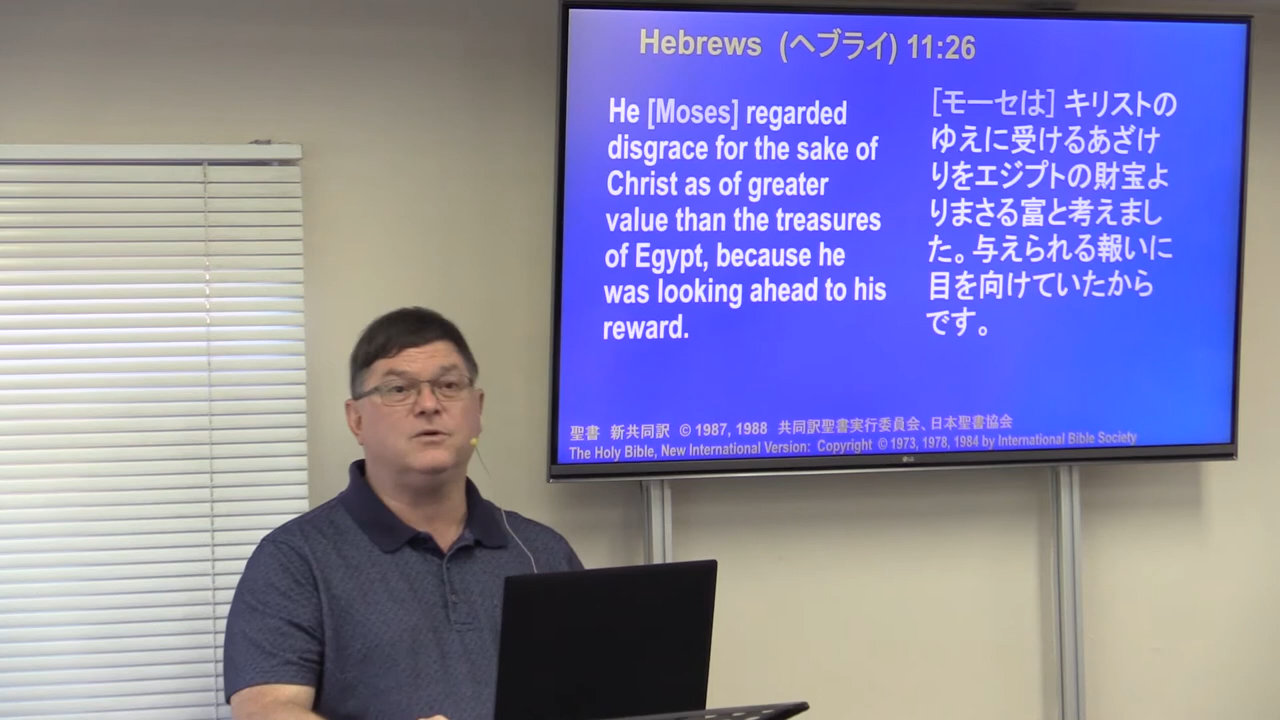 Hebrews (ヘブライ) 11:26
He [Moses] regarded
disgrace for the sake of
Christ as of greater
value than the treasures
of Egypt, because he
was looking ahead to his
reward.
[モーセは] キリストの
ゆえに受けるあざけ
りをエジプトの財宝よ
りまさる富と考えまし
た。与えられる報いに
目を向けていたから
です。
聖書 新共同訳 © 1987, 1988 共同訳聖書実行委員会、日本聖書協会
The Holy Bible, New International Version: Copyright © 1973, 1978, 1984 by International Bible Society
LG